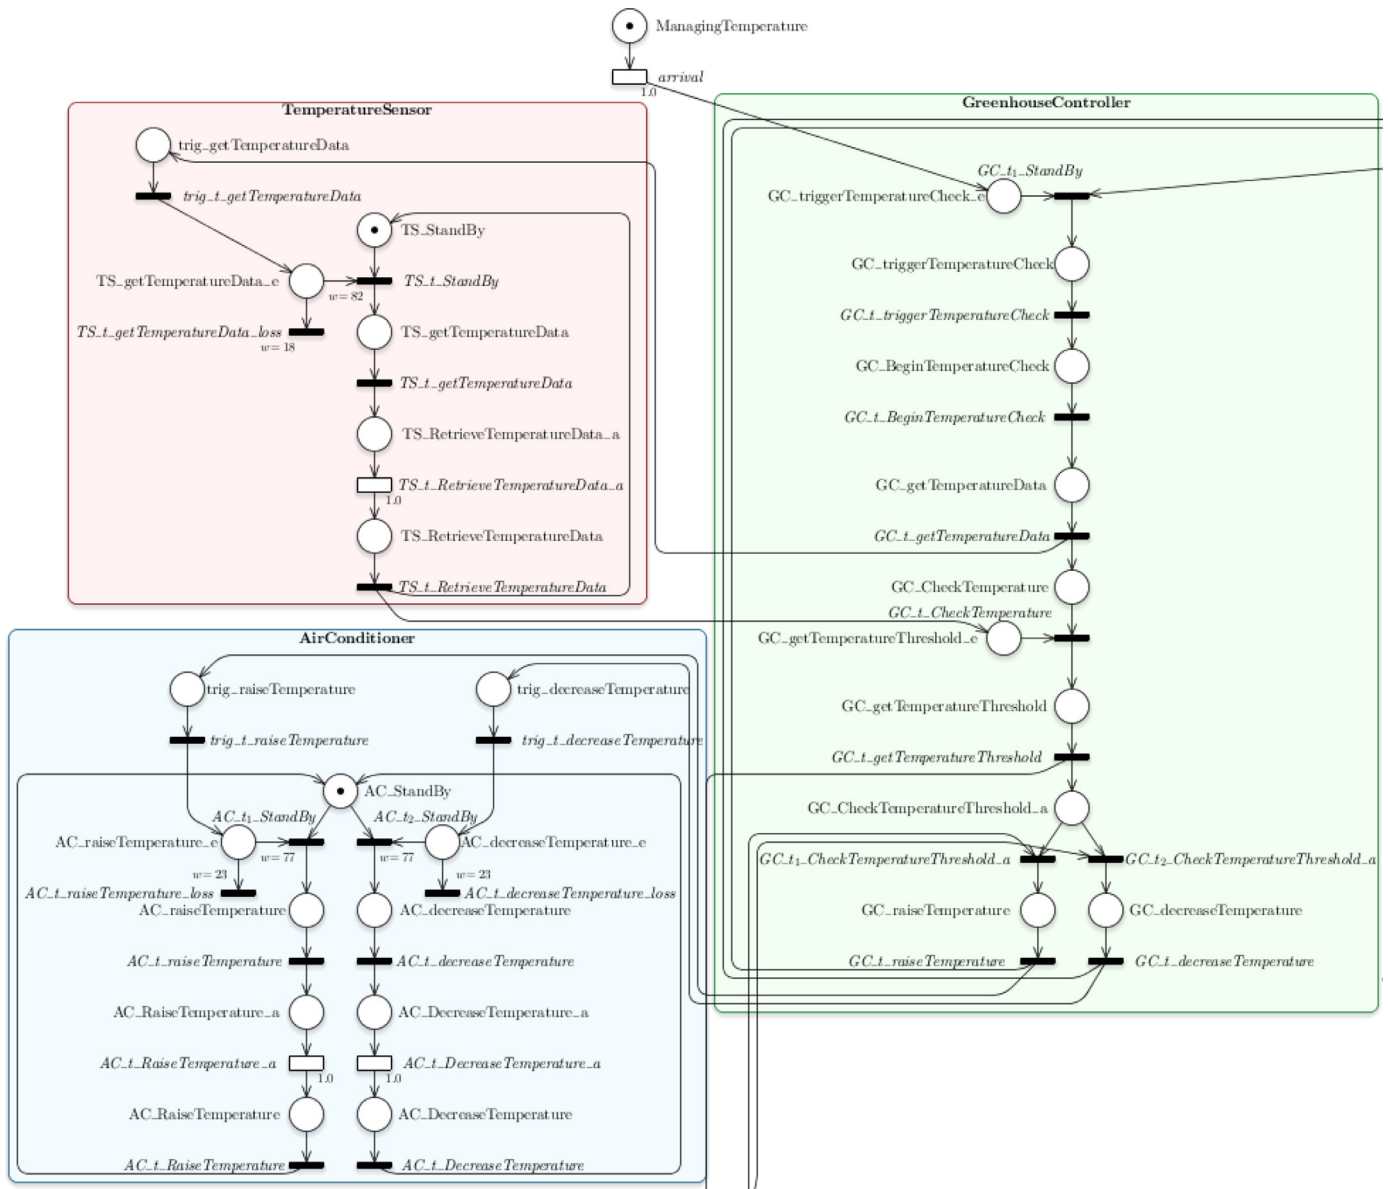 ManagingTemperature
arrival
1.0
TemperatureSensor
trig_getTemperatureData
trig_t_getTemperatureData
TS_StandBy
TS_getTemperatureData_e
w= 82
TS_t_StandBy
TS_t_getTemperatureData_loss
w= 18
TS_getTemperatureData
TS_t_getTemperatureData
TS_RetrieveTemperatureData_a
TS_t_RetrieveTemperatureData_a
1.0
TS_RetrieveTemperatureData
TS_t_RetrieveTemperatureData
GreenhouseController
GC_t₁_StandBy
GC_triggerTemperatureCheck_e
GC_triggerTemperatureCheck
GC_t_triggerTemperatureCheck
GC_BeginTemperatureCheck
GC_t_BeginTemperatureCheck
GC_getTemperatureData
GC_t_getTemperatureData
GC_CheckTemperature
GC_t_CheckTemperature
GC_getTemperatureThreshold_e
GC_getTemperatureThreshold
GC_t_getTemperatureThreshold
GC_CheckTemperatureThreshold_a
GC_t₁_CheckTemperatureThreshold_a
GC_t₂_CheckTemperatureThreshold_a
GC_raiseTemperature
GC_decreaseTemperature
GC_t_raiseTemperature
GC_t_decreaseTemperature
AirConditioner
trig_raiseTemperature
trig_decreaseTemperature
trig_t_raiseTemperature
trig_t_decreaseTemperature
AC_StandBy
AC_t₁_StandBy
AC_t₂_StandBy
AC_raiseTemperature_e
w= 77
w= 77
AC_decreaseTemperature_e
w= 23
w= 23
AC_t_raiseTemperature_loss
AC_t_decreaseTemperature_loss
AC_raiseTemperature
AC_decreaseTemperature
AC_t_raiseTemperature
AC_t_decreaseTemperature
AC_RaiseTemperature_a
AC_DecreaseTemperature_a
AC_t_RaiseTemperature_a
AC_t_DecreaseTemperature_a
1.0
1.0
AC_RaiseTemperature
AC_DecreaseTemperature
AC_t_RaiseTemperature
AC_t_DecreaseTemperature